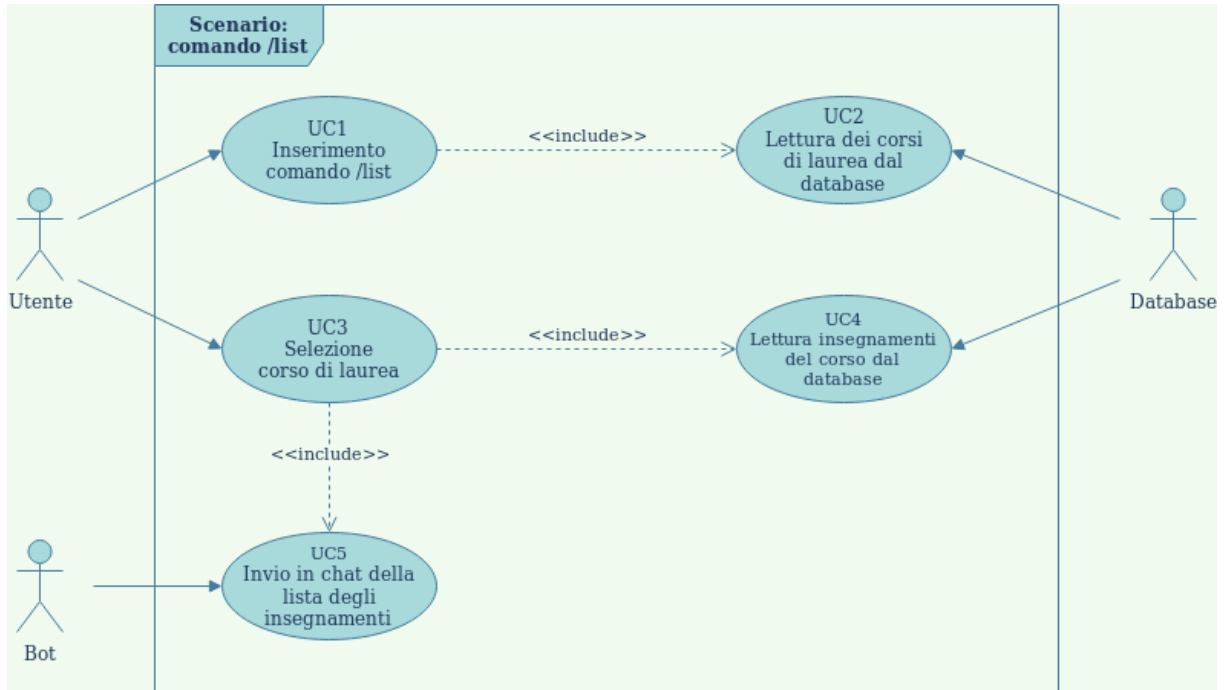 Scenario:
comando /list
UC1
Inserimento
comando /list
<<include>>
UC2
Lettura dei corsi
di laurea dal
database
Utente
Database
UC3
Selezione
corso di laurea
<<include>>
UC4
Lettura insegnamenti
del corso dal
database
<<include>>
UC5
Invio in chat della
lista degli
insegnamenti
Bot